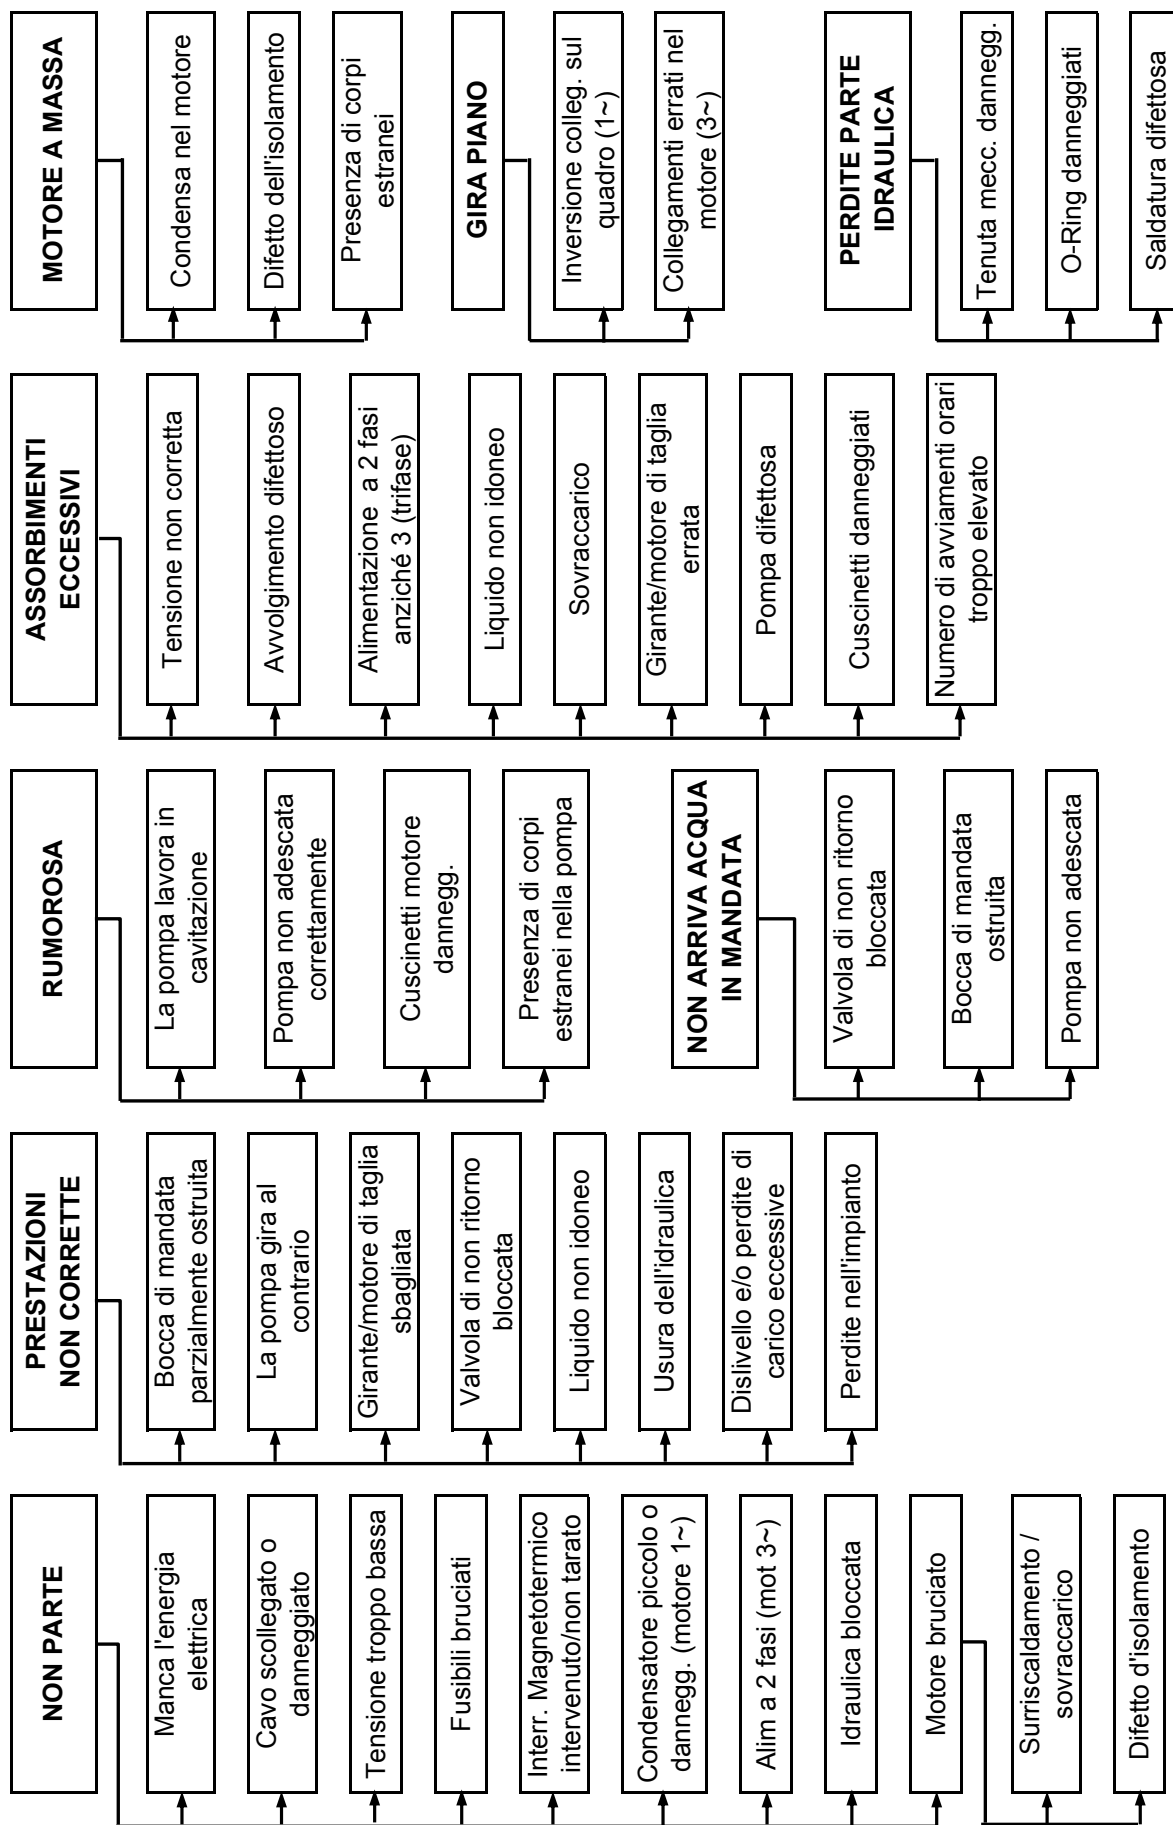 NON PARTE
Manca l'energia
elettrica
Cavo scollegato o
danneggiato
Tensione troppo bassa
Fusibili bruciati
Interr. Magnetotermico
intervenuto/non tarato
Condensatore piccolo o
dannegg. (motore 1~)
Alim a 2 fasi (mot 3~)
Idraulica bloccata
Motore bruciato
Surriscaldamento /
sovraccarico
Difetto d'isolamento
PRESTAZIONI
NON CORRETTE
Bocca di mandata
parzialmente ostruita
La pompa gira al
contrario
Girante/motore di taglia
sbagliata
Valvola di non ritorno
bloccata
Liquido non idoneo
Usura dell'idraulica
Dislivello e/o perdite di
carico eccessive
Perdite nell'impianto
RUMOROSA
La pompa lavora in
cavitazione
Pompa non adescata
correttamente
Cuscinetti motore
dannegg.
Presenza di corpi
estranei nella pompa
NON ARRIVA ACQUA
IN MANDATA
Valvola di non ritorno
bloccata
Bocca di mandata
ostruita
Pompa non adescata
ASSORBIMENTI
ECCESSIVI
Tensione non corretta
Avvolgimento difettoso
Alimentazione a 2 fasi
anziché 3 (trifase)
Liquido non idoneo
Sovraccarico
Girante/motore di taglia
errata
Pompa difettosa
Cuscinetti danneggiati
Numero di avviamenti orari
troppo elevato
MOTORE A MASSA
Condensa nel motore
Difetto dell'isolamento
Presenza di corpi
estranei
GIRA PIANO
Inversione colleg. sul
quadro (1~)
Collegamenti errati nel
motore (3~)
PERDITE PARTE
IDRAULICA
Tenuta mecc. dannegg.
O-Ring danneggiati
Saldatura difettosa